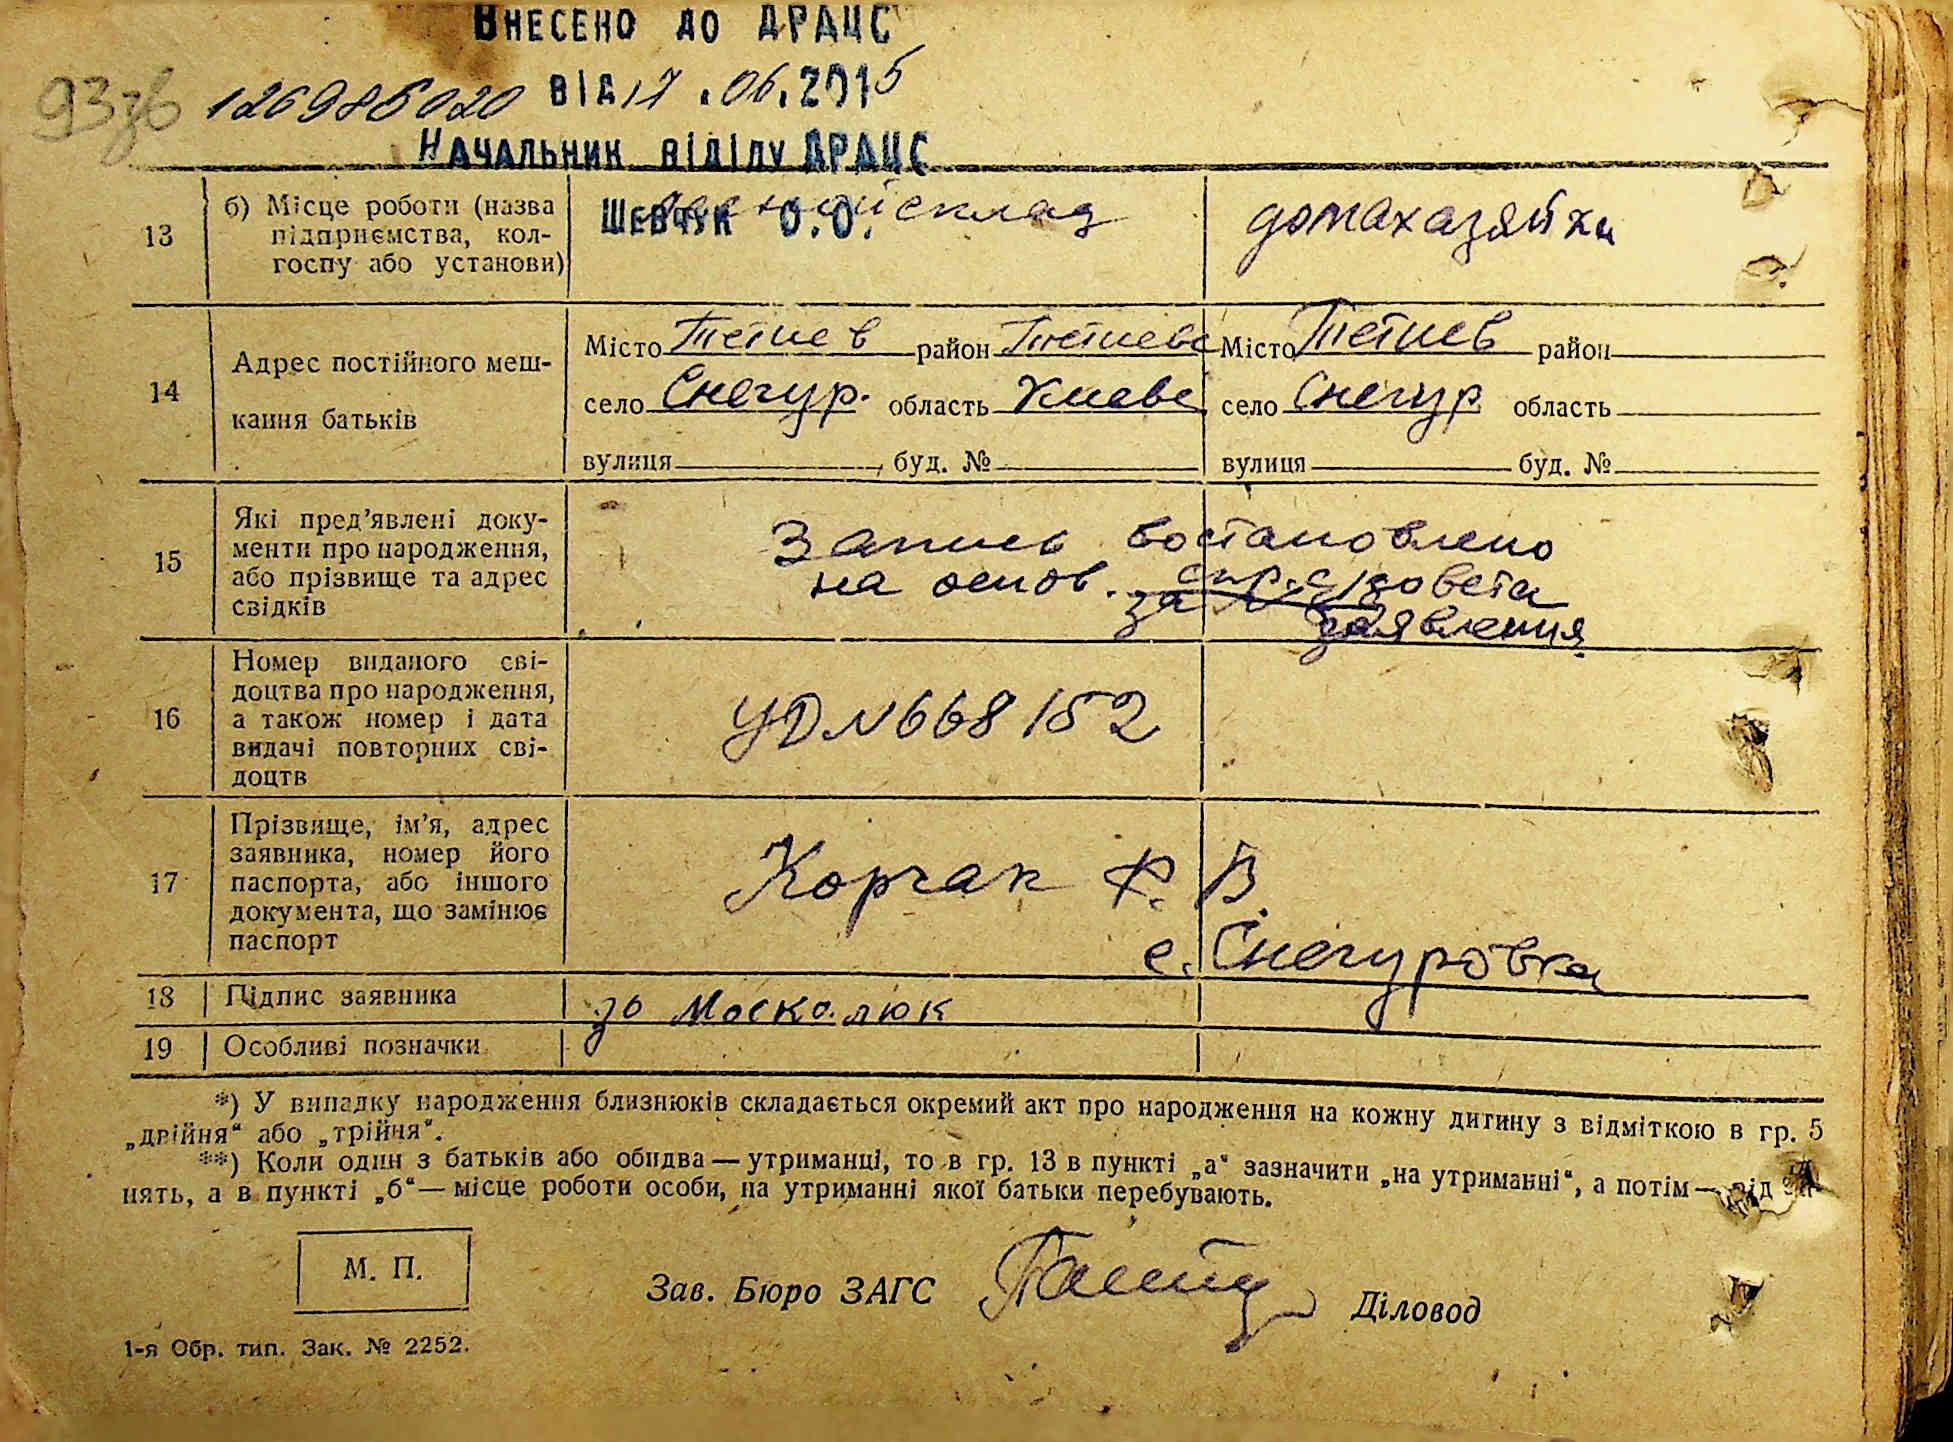 Внесено до ДРАЦС
93зв 126985020 від 17.06.2015
Начальник відділу ДРАЦС
Шевчук О.О.
13 б) Місце роботи (назва підприємства, кол-
госпу або установи) склад домахазяйка
14 Адрес постійного меш-
кання батьків
Місто Тетиев район Тетиевс Місто Тетиев район
село Снегур. область Киевс село Снегур область
вулиця , буд. № вулиця буд. №
15 Які пред'явлені доку-
менти про народження,
або прізвище та адрес
свідків
Запись востановлено
на основ. спр. с/совета
за
заявления
16 Номер виданого сві-
доцтва про народження,
а також номер і дата
видачі повторних сві-
доцтв
УД№668152
17 Прізвище, ім'я, адрес
заявника, номер його
паспорта, або іншого
документа, що замінює
паспорт
Корчак Ф. В.
с. Снегуровка
18 Підпис заявника за Москалюк
19 Особливі позначки
*) У випадку народження близнюків складається окремий акт про народження на кожну дитину з відміткою в гр. 5
„двійня“ або „трійня“.
**) Коли один з батьків або обидва — утриманці, то в гр. 13 в пункті „а“ зазначити „на утриманні“, а потім — від
нять, а в пункті „б“ — місце роботи особи, на утриманні якої батьки перебувають.
М. П.
Зав. Бюро ЗАГС Діловод
1-я Обр. тип. Зак. № 2252.